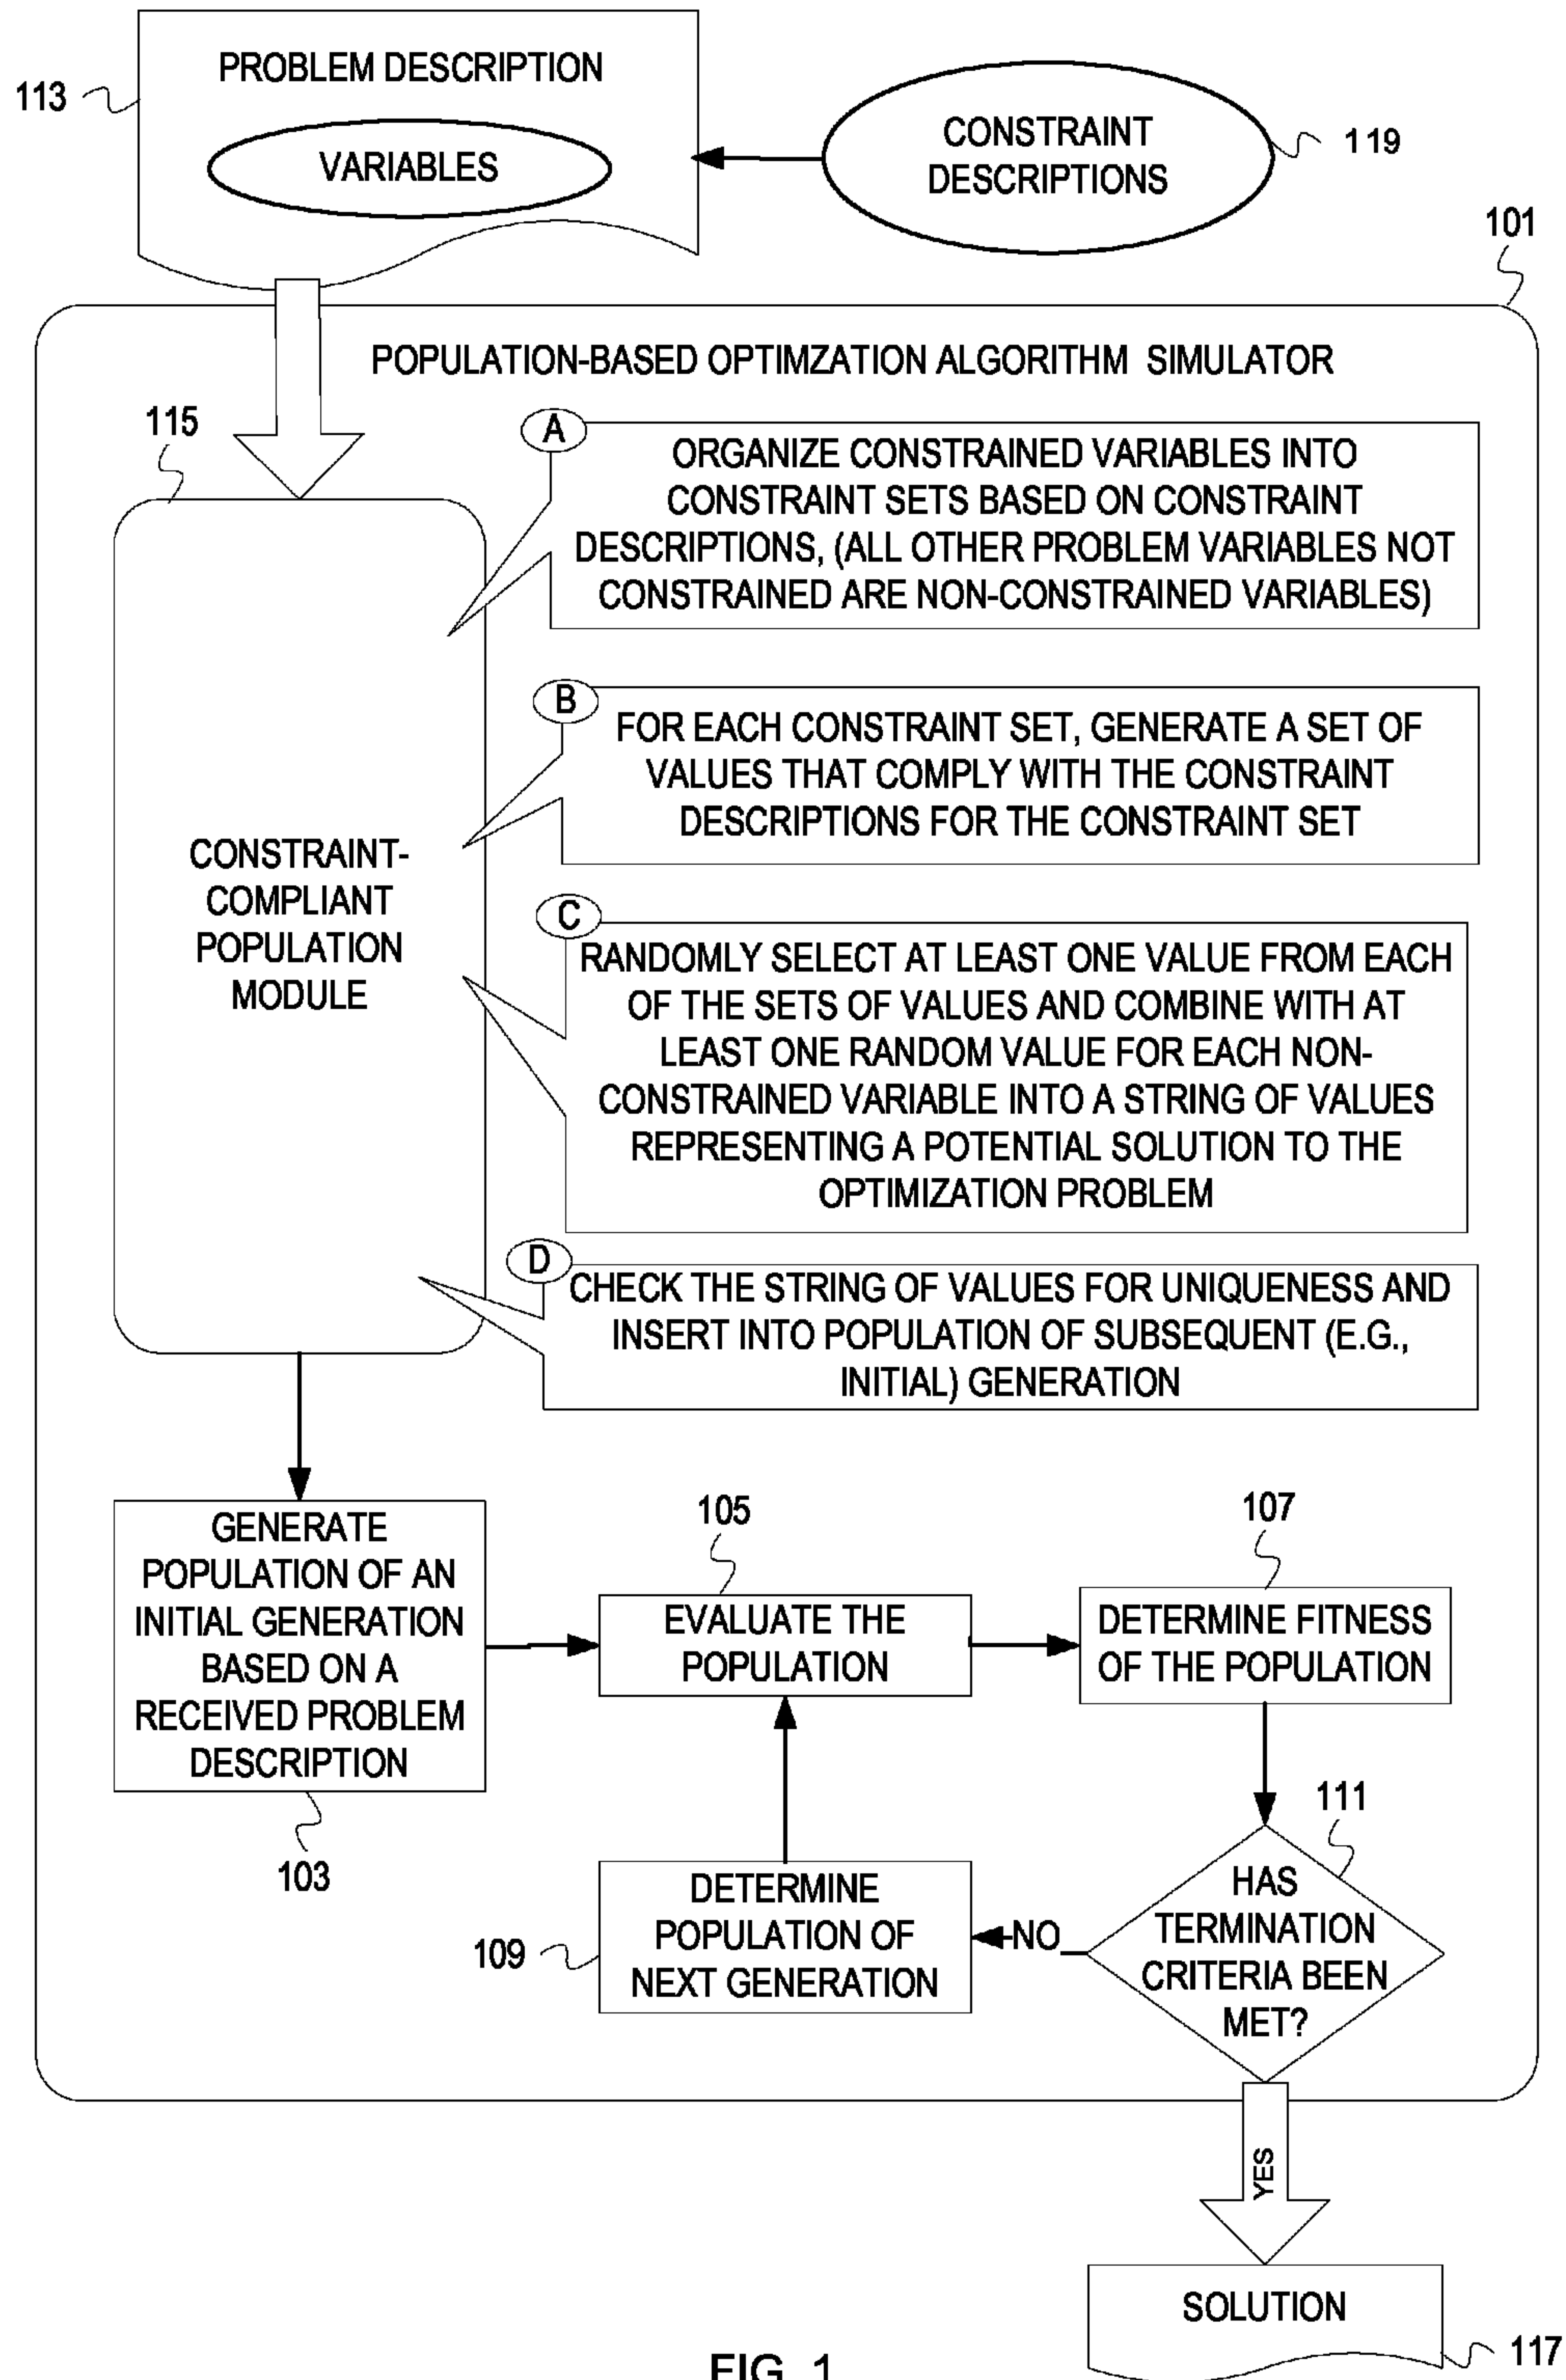 PROBLEM DESCRIPTION
113
VARIABLES
CONSTRAINT
DESCRIPTIONS
119
101
POPULATION-BASED OPTIMZATION ALGORITHM SIMULATOR
115
A
ORGANIZE CONSTRAINED VARIABLES INTO
CONSTRAINT SETS BASED ON CONSTRAINT
DESCRIPTIONS, (ALL OTHER PROBLEM VARIABLES NOT
CONSTRAINED ARE NON-CONSTRAINED VARIABLES)
B
FOR EACH CONSTRAINT SET, GENERATE A SET OF
VALUES THAT COMPLY WITH THE CONSTRAINT
DESCRIPTIONS FOR THE CONSTRAINT SET
CONSTRAINT-
COMPLIANT
POPULATION
MODULE
C
RANDOMLY SELECT AT LEAST ONE VALUE FROM EACH
OF THE SETS OF VALUES AND COMBINE WITH AT
LEAST ONE RANDOM VALUE FOR EACH NON-
CONSTRAINED VARIABLE INTO A STRING OF VALUES
REPRESENTING A POTENTIAL SOLUTION TO THE
OPTIMIZATION PROBLEM
D
CHECK THE STRING OF VALUES FOR UNIQUENESS AND
INSERT INTO POPULATION OF SUBSEQUENT (E.G.,
INITIAL) GENERATION
GENERATE
POPULATION OF AN
INITIAL GENERATION
BASED ON A
RECEIVED PROBLEM
DESCRIPTION
103
105
EVALUATE THE
POPULATION
107
DETERMINE FITNESS
OF THE POPULATION
111
HAS
TERMINATION
CRITERIA BEEN
MET?
NO
109
DETERMINE
POPULATION OF
NEXT GENERATION
YES
SOLUTION
117
FIG. 1